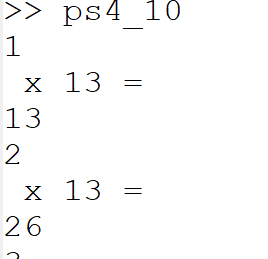 >> ps4_10
1
 x 13 =
13
2
 x 13 =
26